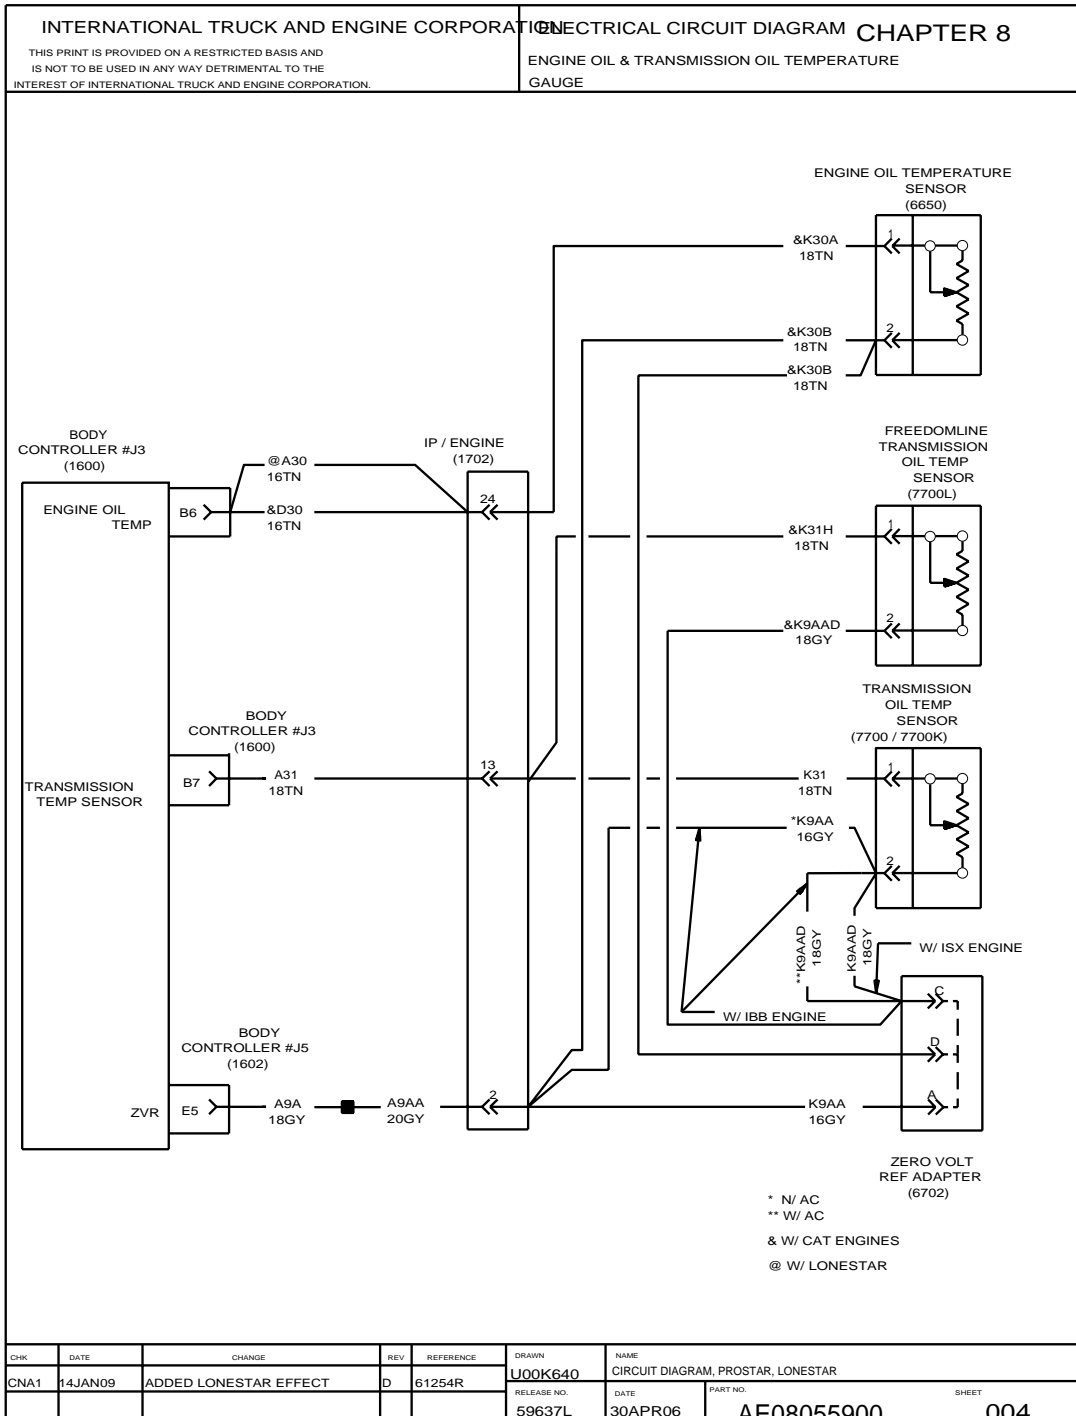 INTERNATIONAL TRUCK AND ENGINE CORPORATION
THIS PRINT IS PROVIDED ON A RESTRICTED BASIS AND
IS NOT TO BE USED IN ANY WAY DETRIMENTAL TO THE
INTEREST OF INTERNATIONAL TRUCK AND ENGINE CORPORATION.
ELECTRICAL CIRCUIT DIAGRAM CHAPTER 8
ENGINE OIL & TRANSMISSION OIL TEMPERATURE
GAUGE
ENGINE OIL TEMPERATURE
SENSOR
(6650)
&K30A
18TN
1
&K30B
18TN
2
&K30B
18TN
BODY
CONTROLLER #J3
(1600)
ENGINE OIL
TEMP
B6
@A30
16TN
&D30
16TN
IP / ENGINE
(1702)
24
FREEDOMLINE
TRANSMISSION
OIL TEMP
SENSOR
(7700L)
&K31H
18TN
1
&K9AAD
18GY
2
TRANSMISSION
OIL TEMP
SENSOR
(7700 / 7700K)
BODY
CONTROLLER #J3
(1600)
TRANSMISSION
TEMP SENSOR
B7
A31
18TN
13
K31
18TN
1
*K9AA
16GY
2
**K9AAD
18GY
K9AAD
18GY
W/ ISX ENGINE
W/ IBB ENGINE
C
D
A
BODY
CONTROLLER #J5
(1602)
ZVR
E5
A9A
18GY
A9AA
20GY
2
K9AA
16GY
ZERO VOLT
REF ADAPTER
(6702)
* N/ AC
** W/ AC
& W/ CAT ENGINES
@ W/ LONESTAR
CHK DATE CHANGE REV REFERENCE
CNA1 14JAN09 ADDED LONESTAR EFFECT D 61254R
DRAWN
U00K640
NAME
CIRCUIT DIAGRAM, PROSTAR, LONESTAR
RELEASE NO.
59637L
DATE
30APR06
PART NO.
AE08055900
SHEET
004